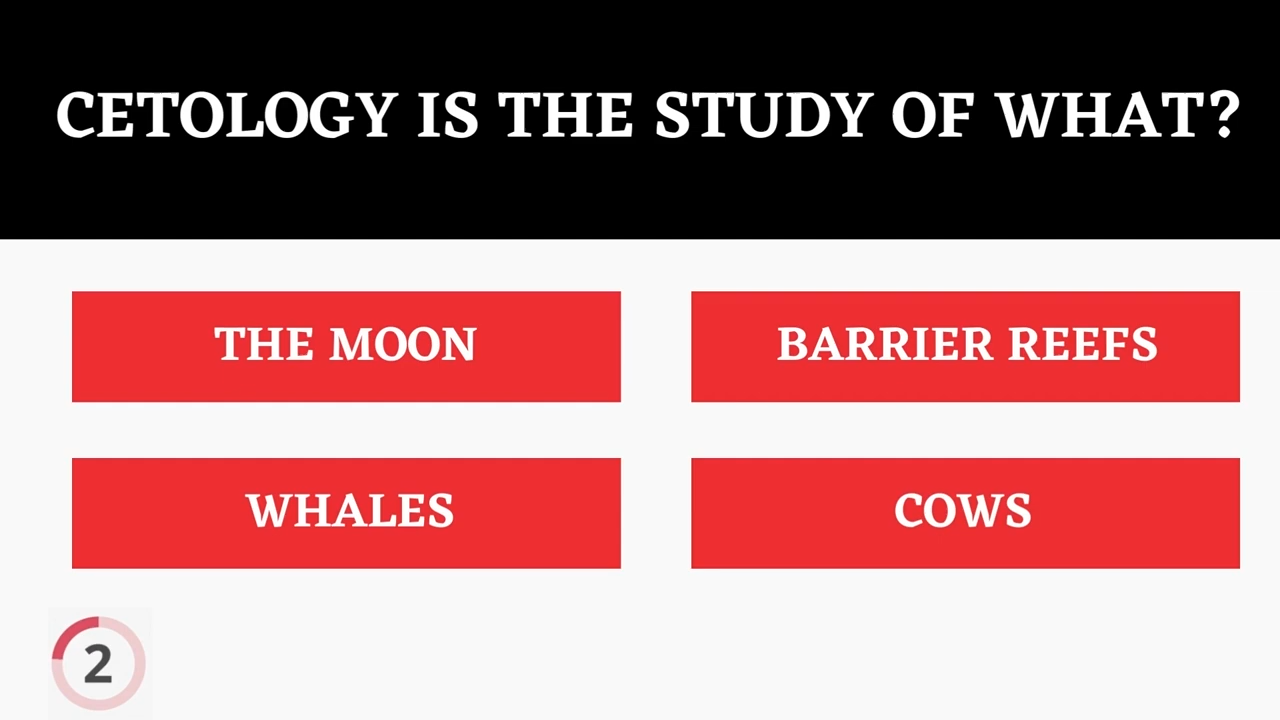 CETOLOGY IS THE STUDY OF WHAT?
THE MOON
BARRIER REEFS
WHALES
COWS
2